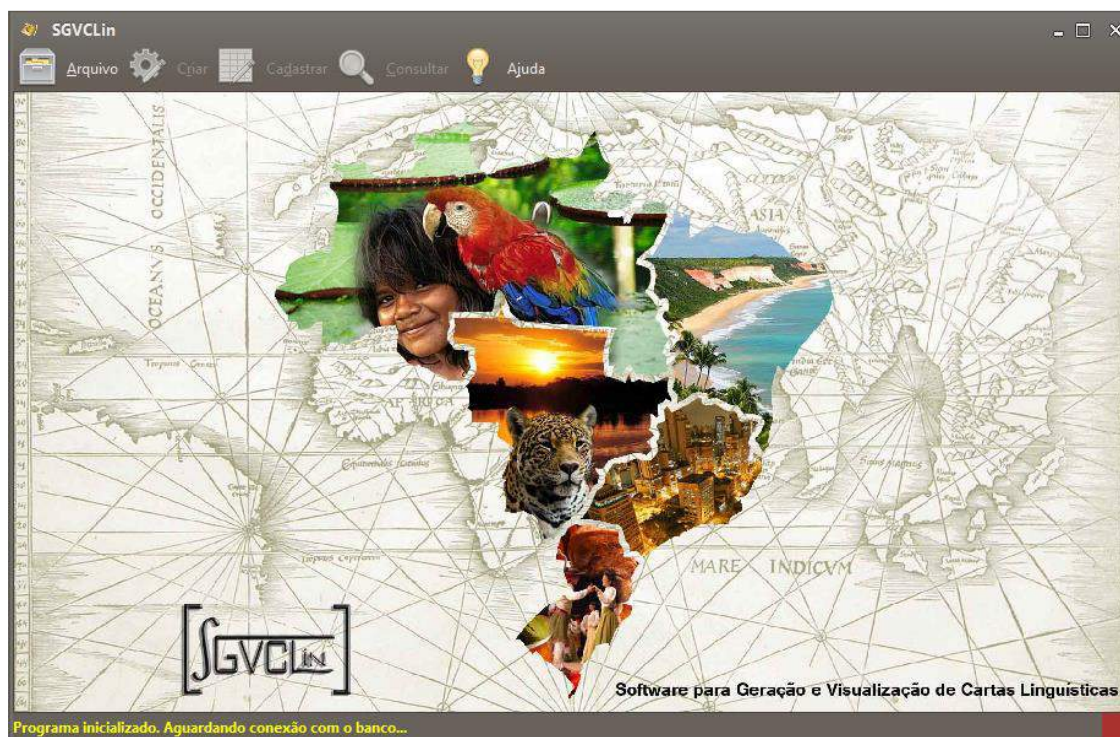 SGVCLin
Arquivo Criar Cadastrar Consultar Ajuda
OCEANUS OCCIDENTALIS
ASIA
MARE INDICVM
[SGVCLin]
Software para Geração e Visualização de Cartas Linguísticas
Programa inicializado. Aguardando conexão com o banco...